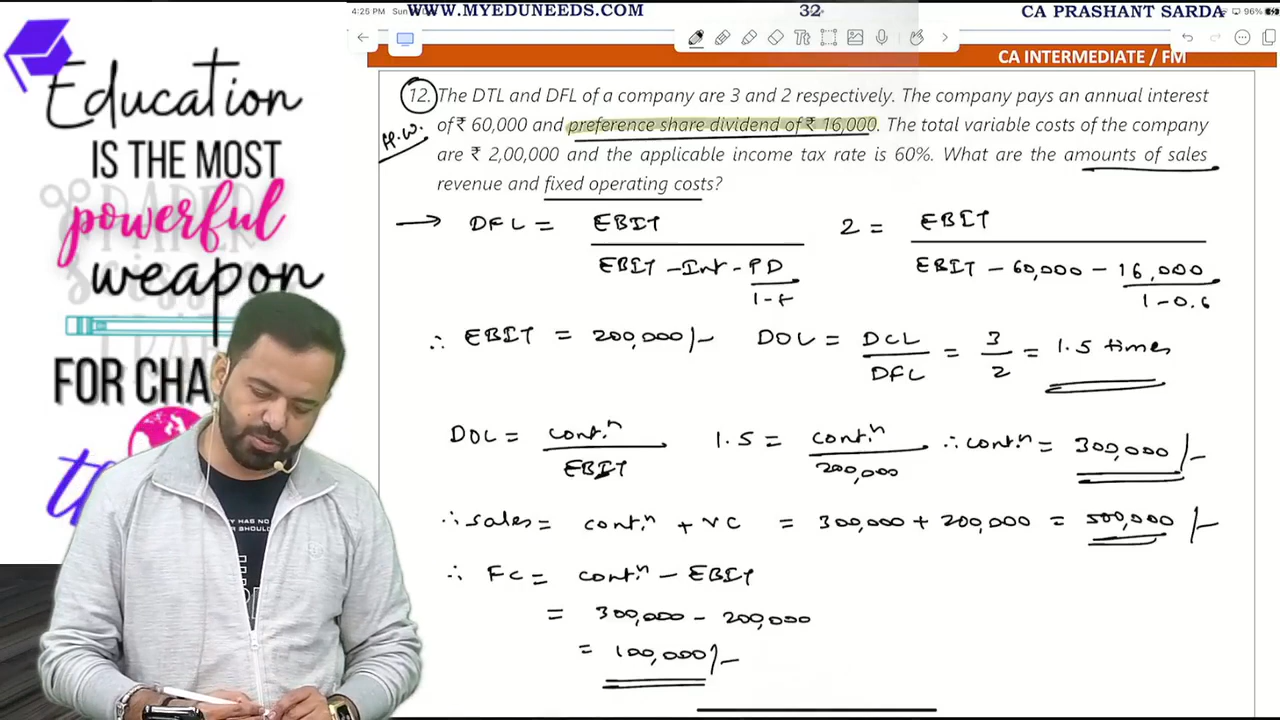 4:25 PM Sun
WWW.MYEDUNEEDS.COM
32
CA PRASHANT SARDA
96%
CA INTERMEDIATE / FM
Education
IS THE MOST
powerful
weapon
FOR CHA
12. The DTL and DFL of a company are 3 and 2 respectively. The company pays an annual interest
H.W. of ₹ 60,000 and preference share dividend of ₹ 16,000. The total variable costs of the company
are ₹ 2,00,000 and the applicable income tax rate is 60%. What are the amounts of sales
revenue and fixed operating costs?
→ DFL = EBIT 2 = EBIT
EBIT - Int - PD EBIT - 60,000 - 16,000
1-t 1-0.6
∴ EBIT = 200,000/- DOL = DCL = 3 = 1.5 times
DFL 2
DOL = contⁿ 1.5 = contⁿ ∴ contⁿ = 300,000/-
EBIT 200,000
∴ Sales = contⁿ + VC = 300,000 + 200,000 = 500,000/-
∴ FC = contⁿ - EBIT
= 300,000 - 200,000
= 100,000/-